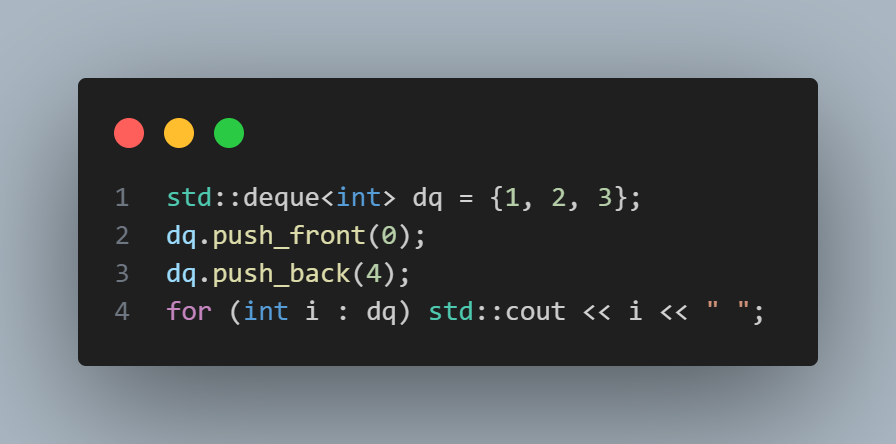 1 std::deque<int> dq = {1, 2, 3};
2 dq.push_front(0);
3 dq.push_back(4);
4 for (int i : dq) std::cout << i << " ";